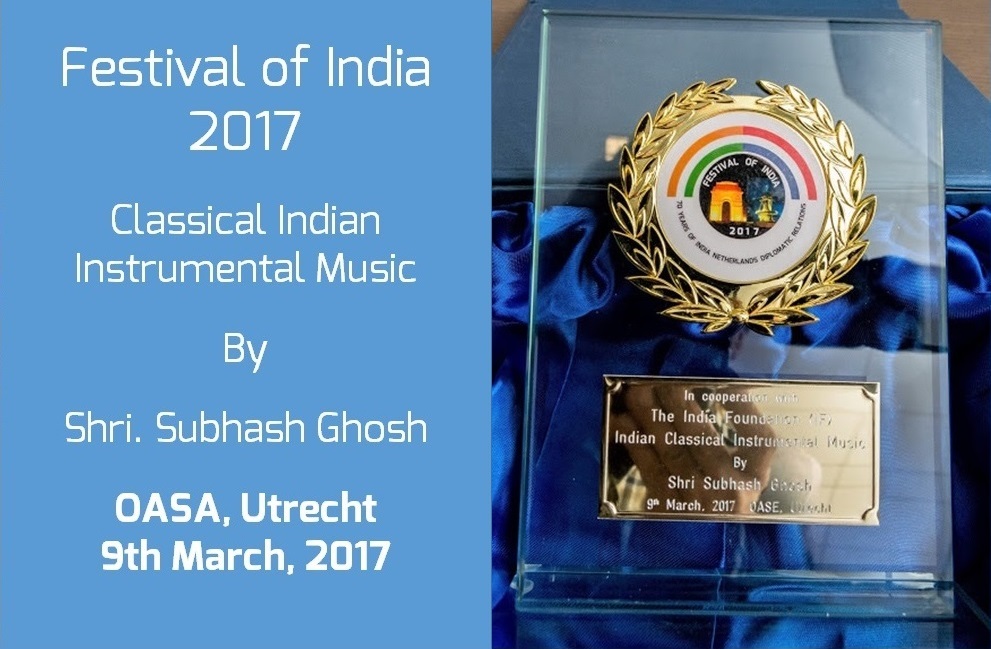 Festival of India
2017
Classical Indian
Instrumental Music
By
Shri. Subhash Ghosh
OASA, Utrecht
9th March, 2017
FESTIVAL OF INDIA
2017
70 YEARS OF INDIA NETHERLANDS DIPLOMATIC RELATIONS
In cooperation with
The India Foundation (IF)
Indian Classical Instrumental Music
By
Shri Subhash Ghosh
9th March, 2017 OASE, Utrecht